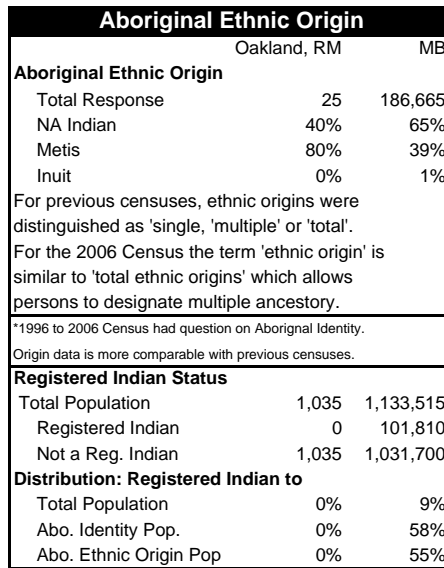 Aboriginal Ethnic Origin
Oakland, RM MB
Aboriginal Ethnic Origin
Total Response 25 186,665
NA Indian 40% 65%
Metis 80% 39%
Inuit 0% 1%
For previous censuses, ethnic origins were
distinguished as 'single, 'multiple' or 'total'.
For the 2006 Census the term 'ethnic origin' is
similar to 'total ethnic origins' which allows
persons to designate multiple ancestory.
*1996 to 2006 Census had question on Aborignal Identity.
Origin data is more comparable with previous censuses.
Registered Indian Status
Total Population 1,035 1,133,515
Registered Indian 0 101,810
Not a Reg. Indian 1,035 1,031,700
Distribution: Registered Indian to
Total Population 0% 9%
Abo. Identity Pop. 0% 58%
Abo. Ethnic Origin Pop 0% 55%